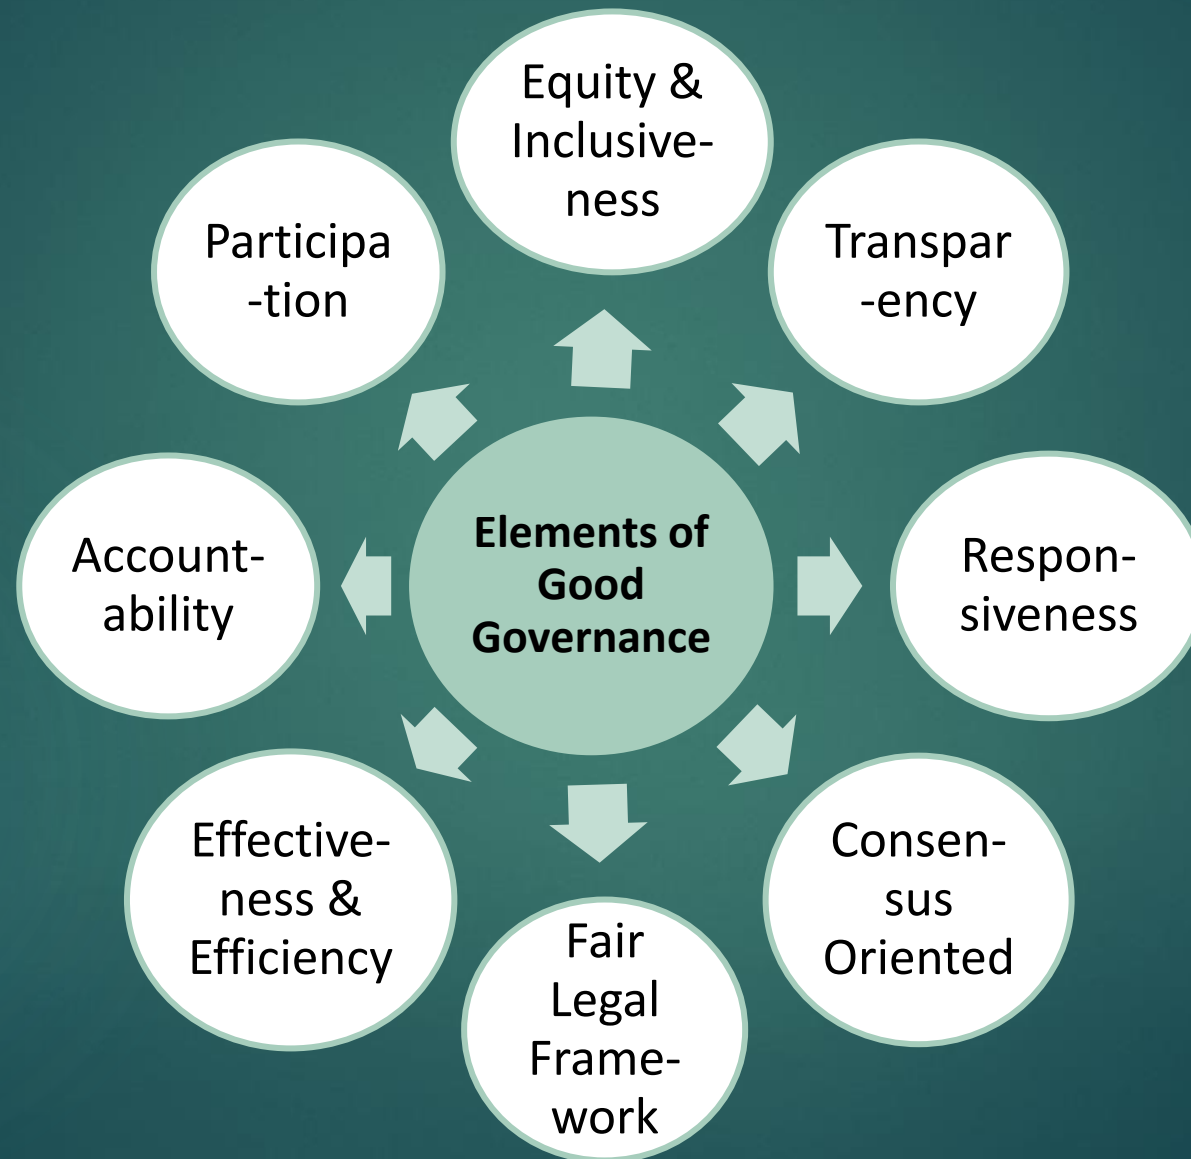 Equity &
Inclusive-
ness
Transpar
-ency
Respon-
siveness
Consen-
sus
Oriented
Fair
Legal
Frame-
work
Effective-
ness &
Efficiency
Account-
ability
Participa
-tion
Elements of
Good
Governance